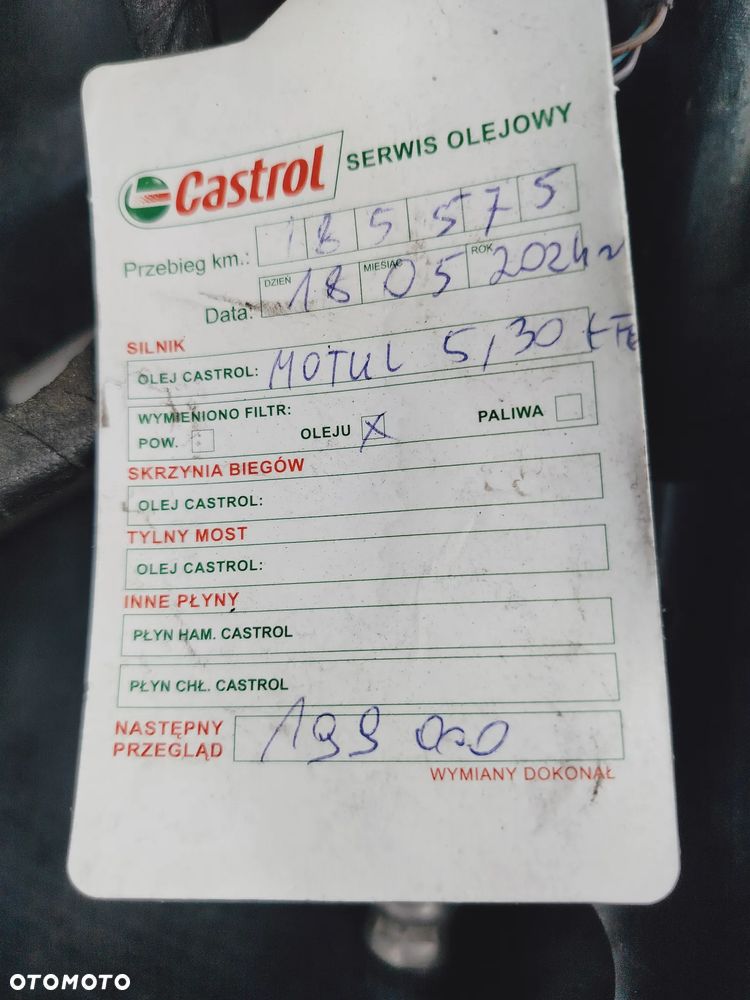 Castrol SERWIS OLEJOWY
Przebieg km.: 185575
DZIEŃ MIESIĄC ROK
Data: 18 05 2024r
SILNIK
OLEJ CASTROL: MOTUL 5/30
WYMIENIONO FILTR:
POW. OLEJU X PALIWA
SKRZYNIA BIEGÓW
OLEJ CASTROL:
TYLNY MOST
OLEJ CASTROL:
INNE PŁYNY
PŁYN HAM. CASTROL
PŁYN CHŁ. CASTROL
NASTĘPNY PRZEGLĄD 199 000
WYMIANY DOKONAŁ
OTOMOTO